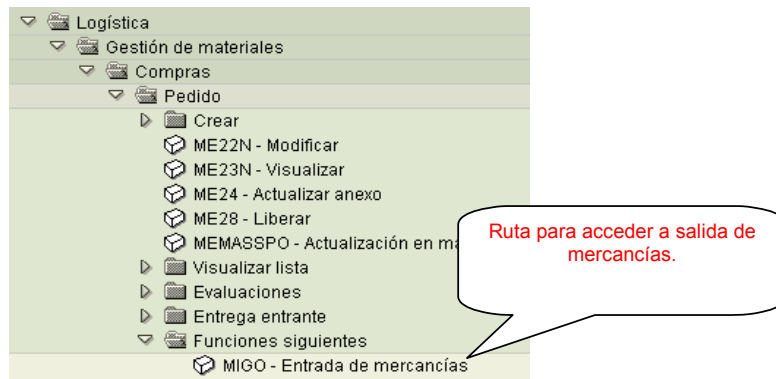 Logística
Gestión de materiales
Compras
Pedido
Crear
ME22N - Modificar
ME23N - Visualizar
ME24 - Actualizar anexo
ME28 - Liberar
MEMASSPO - Actualización en
Visualizar lista
Evaluaciones
Entrega entrante
Funciones siguientes
MIGO - Entrada de mercancías
Ruta para acceder a salida de
mercancías.